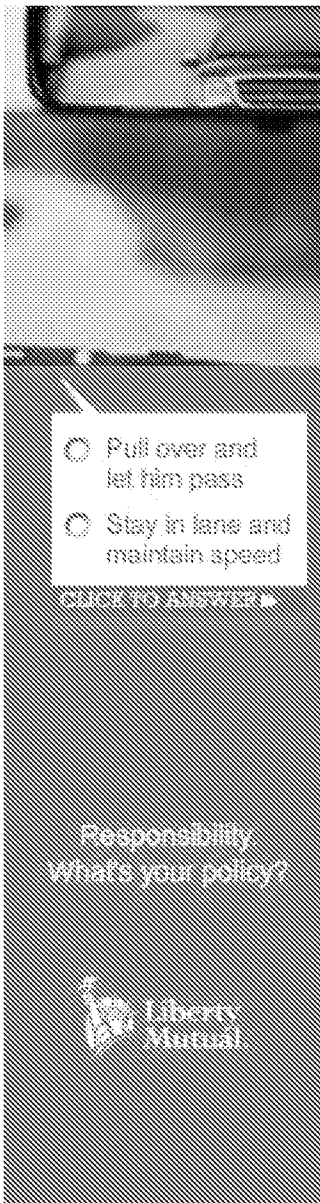 Pull over and
let him pass
Stay in lane and
maintain speed
CLICK TO ANSWER
Responsibility.
What's your policy?
Liberty
Mutual.